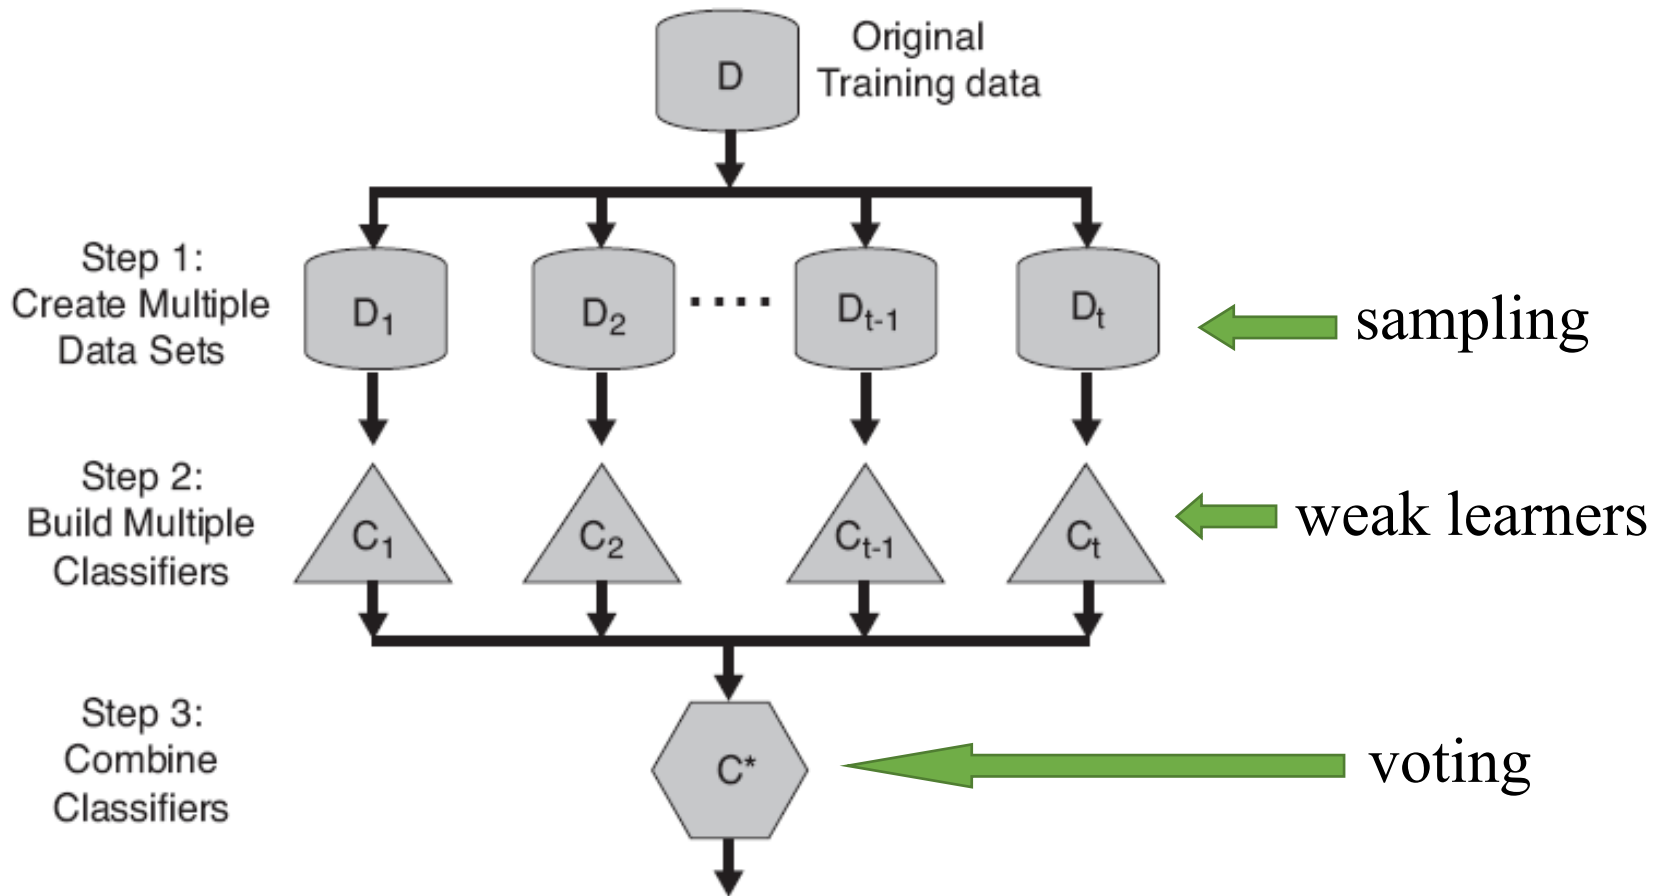 D
Original
Training data
Step 1:
Create Multiple
Data Sets
D1
D2
....
Dt-1
Dt
sampling
Step 2:
Build Multiple
Classifiers
C1
C2
Ct-1
Ct
weak learners
Step 3:
Combine
Classifiers
C*
voting